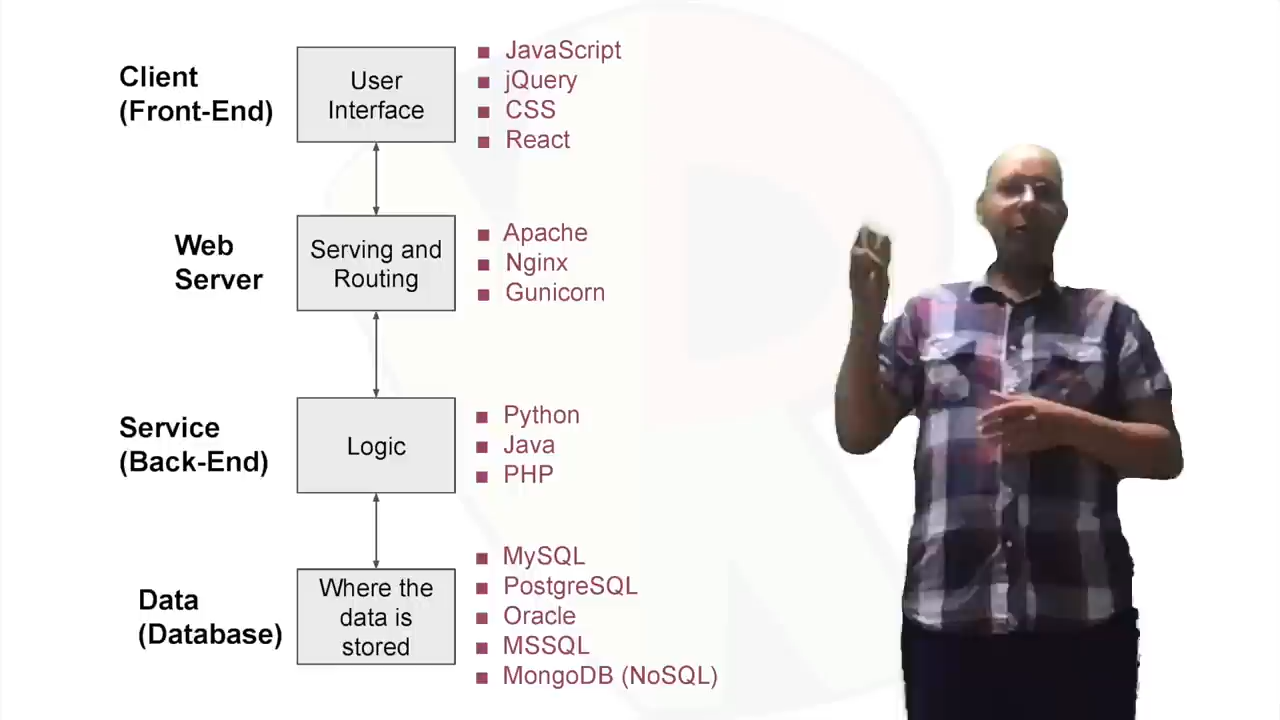 Client
(Front-End)
User
Interface
JavaScript
jQuery
CSS
React
Web
Server
Serving and
Routing
Apache
Nginx
Gunicorn
Service
(Back-End)
Logic
Python
Java
PHP
Data
(Database)
Where the
data is
stored
MySQL
PostgreSQL
Oracle
MSSQL
MongoDB (NoSQL)